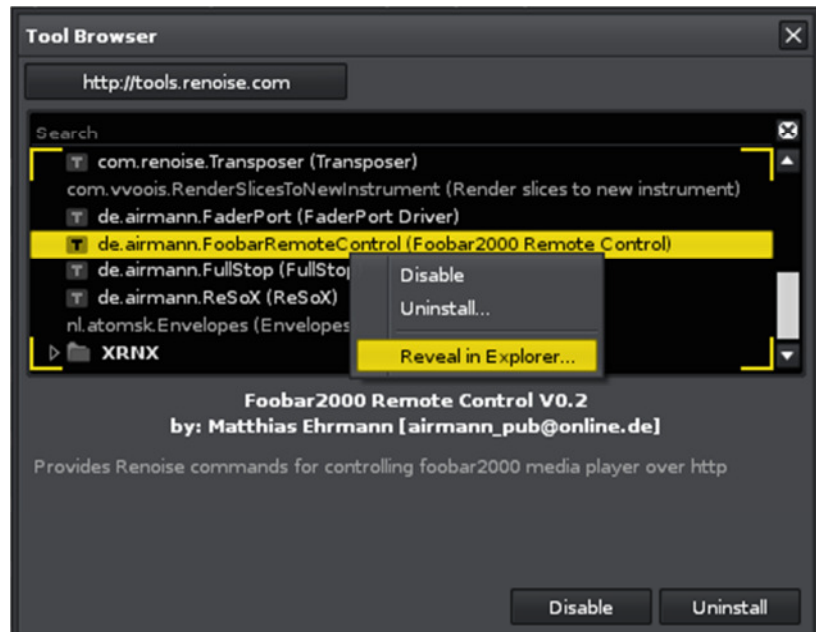 Tool Browser
http://tools.renoise.com
Search
T com.renoise.Transposer (Transposer)
com.vvoois.RenderSlicesToNewInstrument (Render slices to new instrument)
T de.airmann.FaderPort (FaderPort Driver)
T de.airmann.FoobarRemoteControl (Foobar2000 Remote Control)
T de.airmann.FullStop (FullStop
Disable
T de.airmann.ReSoX (ReSoX)
Uninstall...
nl.atomsk.Envelopes (Envelopes
XRNX
Reveal in Explorer...
Foobar2000 Remote Control V0.2
by: Matthias Ehrmann [airmann_pub@online.de]
Provides Renoise commands for controlling foobar2000 media player over http
Disable
Uninstall